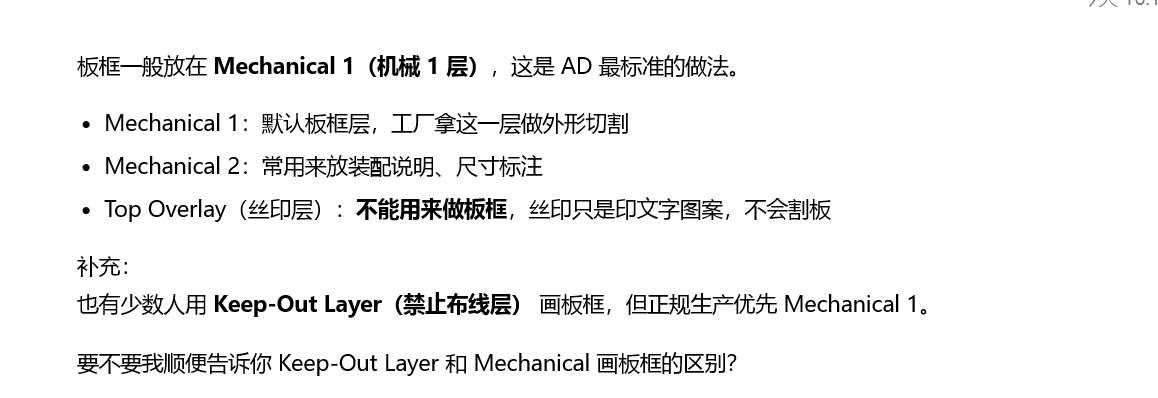 板框一般放在 Mechanical 1（机械 1 层），这是 AD 最标准的做法。
• Mechanical 1：默认板框层，工厂拿这一层做外形切割
• Mechanical 2：常用来放装配说明、尺寸标注
• Top Overlay（丝印层）：不能用来做板框，丝印只是印文字图案，不会割板
补充：
也有少数人用 Keep-Out Layer（禁止布线层） 画板框，但正规生产优先 Mechanical 1。
要不要我顺便告诉你 Keep-Out Layer 和 Mechanical 画板框的区别？